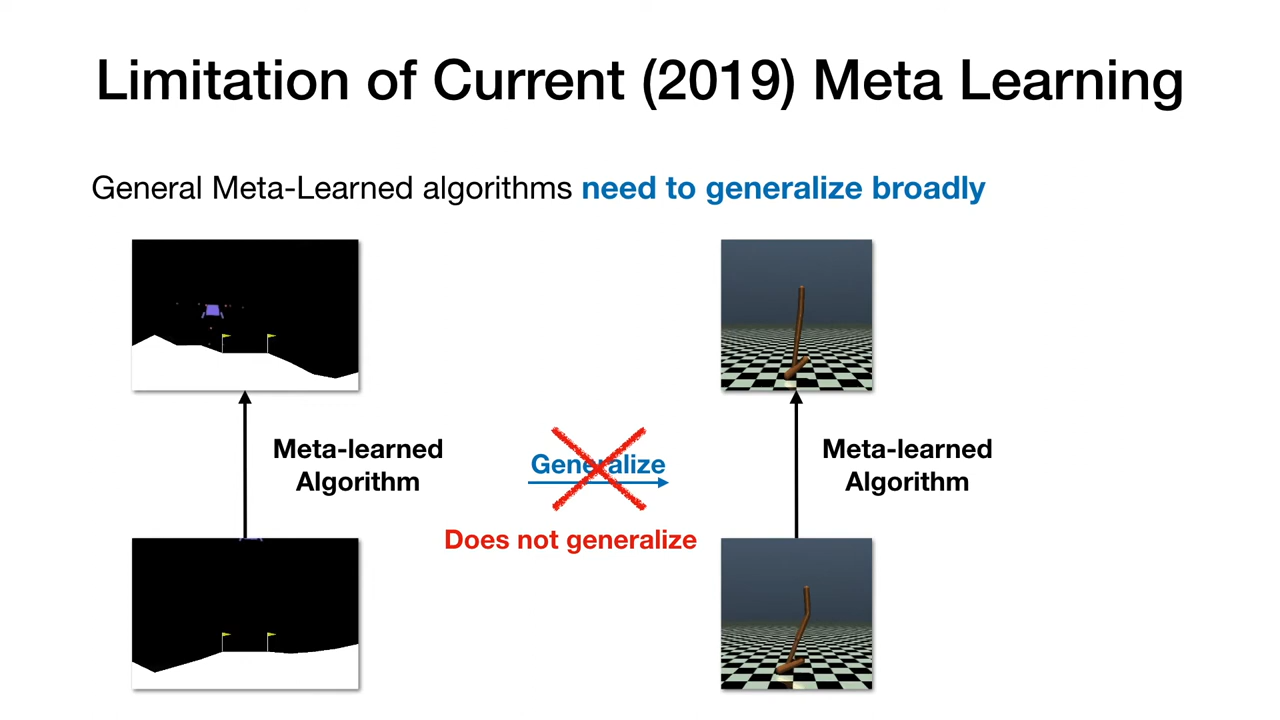 Limitation of Current (2019) Meta Learning
General Meta-Learned algorithms need to generalize broadly
Meta-learned
Algorithm
Generalize
Does not generalize
Meta-learned
Algorithm